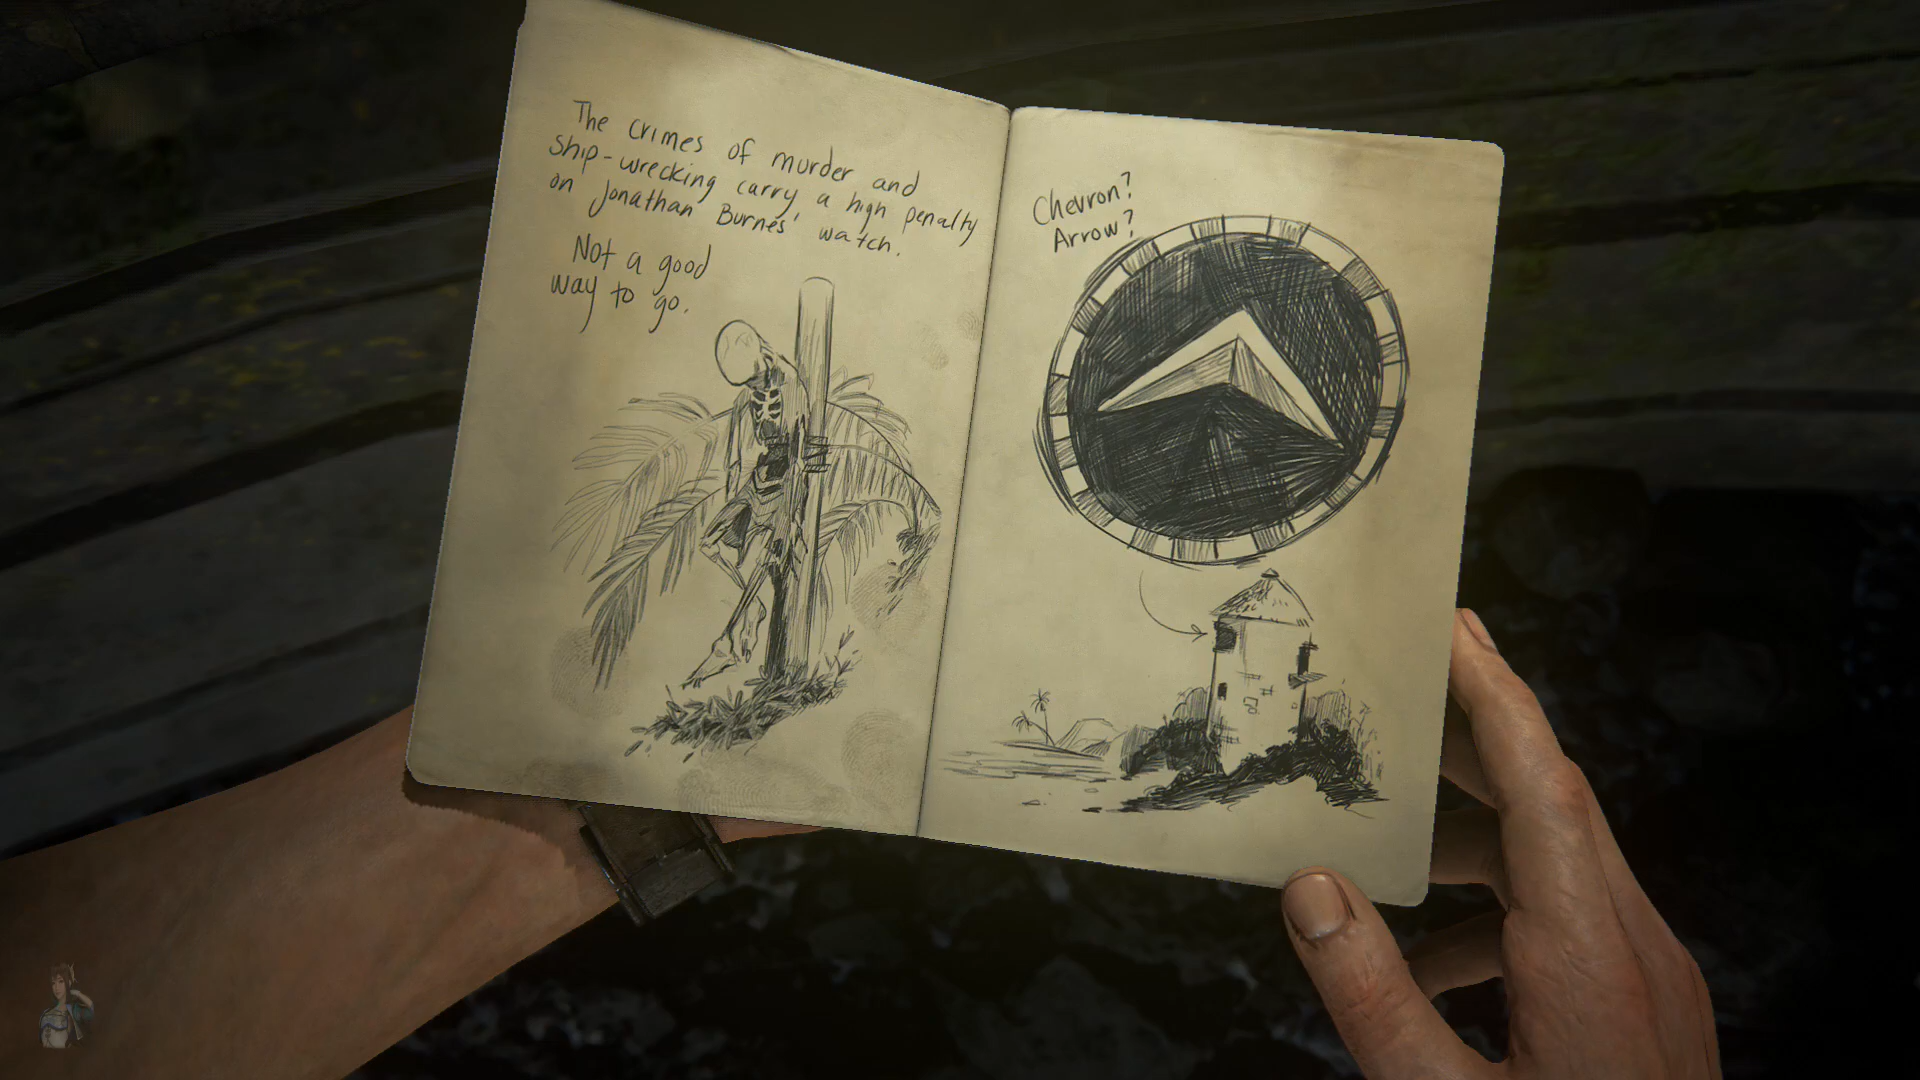 The crimes of murder and
ship-wrecking carry a high penalty
on Jonathan Burnes' watch.
Not a good
way to go.
Chevron?
Arrow?